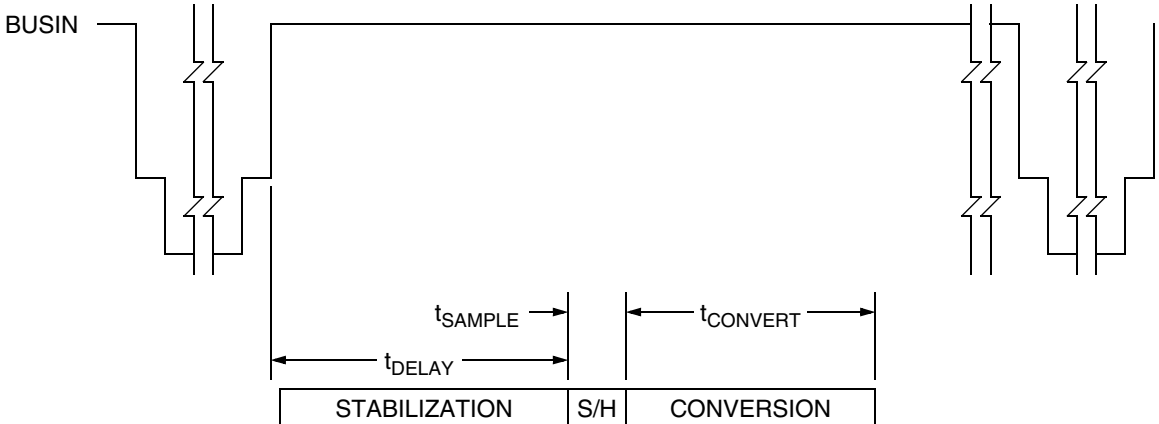 BUSIN
tSAMPLE
tCONVERT
tDELAY
STABILIZATION S/H CONVERSION